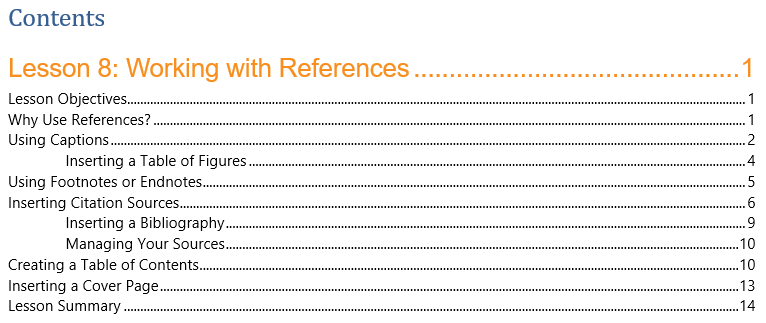 Contents
Lesson 8: Working with References ............................................... 1
Lesson Objectives ............................................... 1
Why Use References? ............................................... 1
Using Captions ............................................... 2
Inserting a Table of Figures ............................................... 4
Using Footnotes or Endnotes ............................................... 5
Inserting Citation Sources ............................................... 6
Inserting a Bibliography ............................................... 9
Managing Your Sources ............................................... 10
Creating a Table of Contents ............................................... 10
Inserting a Cover Page ............................................... 13
Lesson Summary ............................................... 14